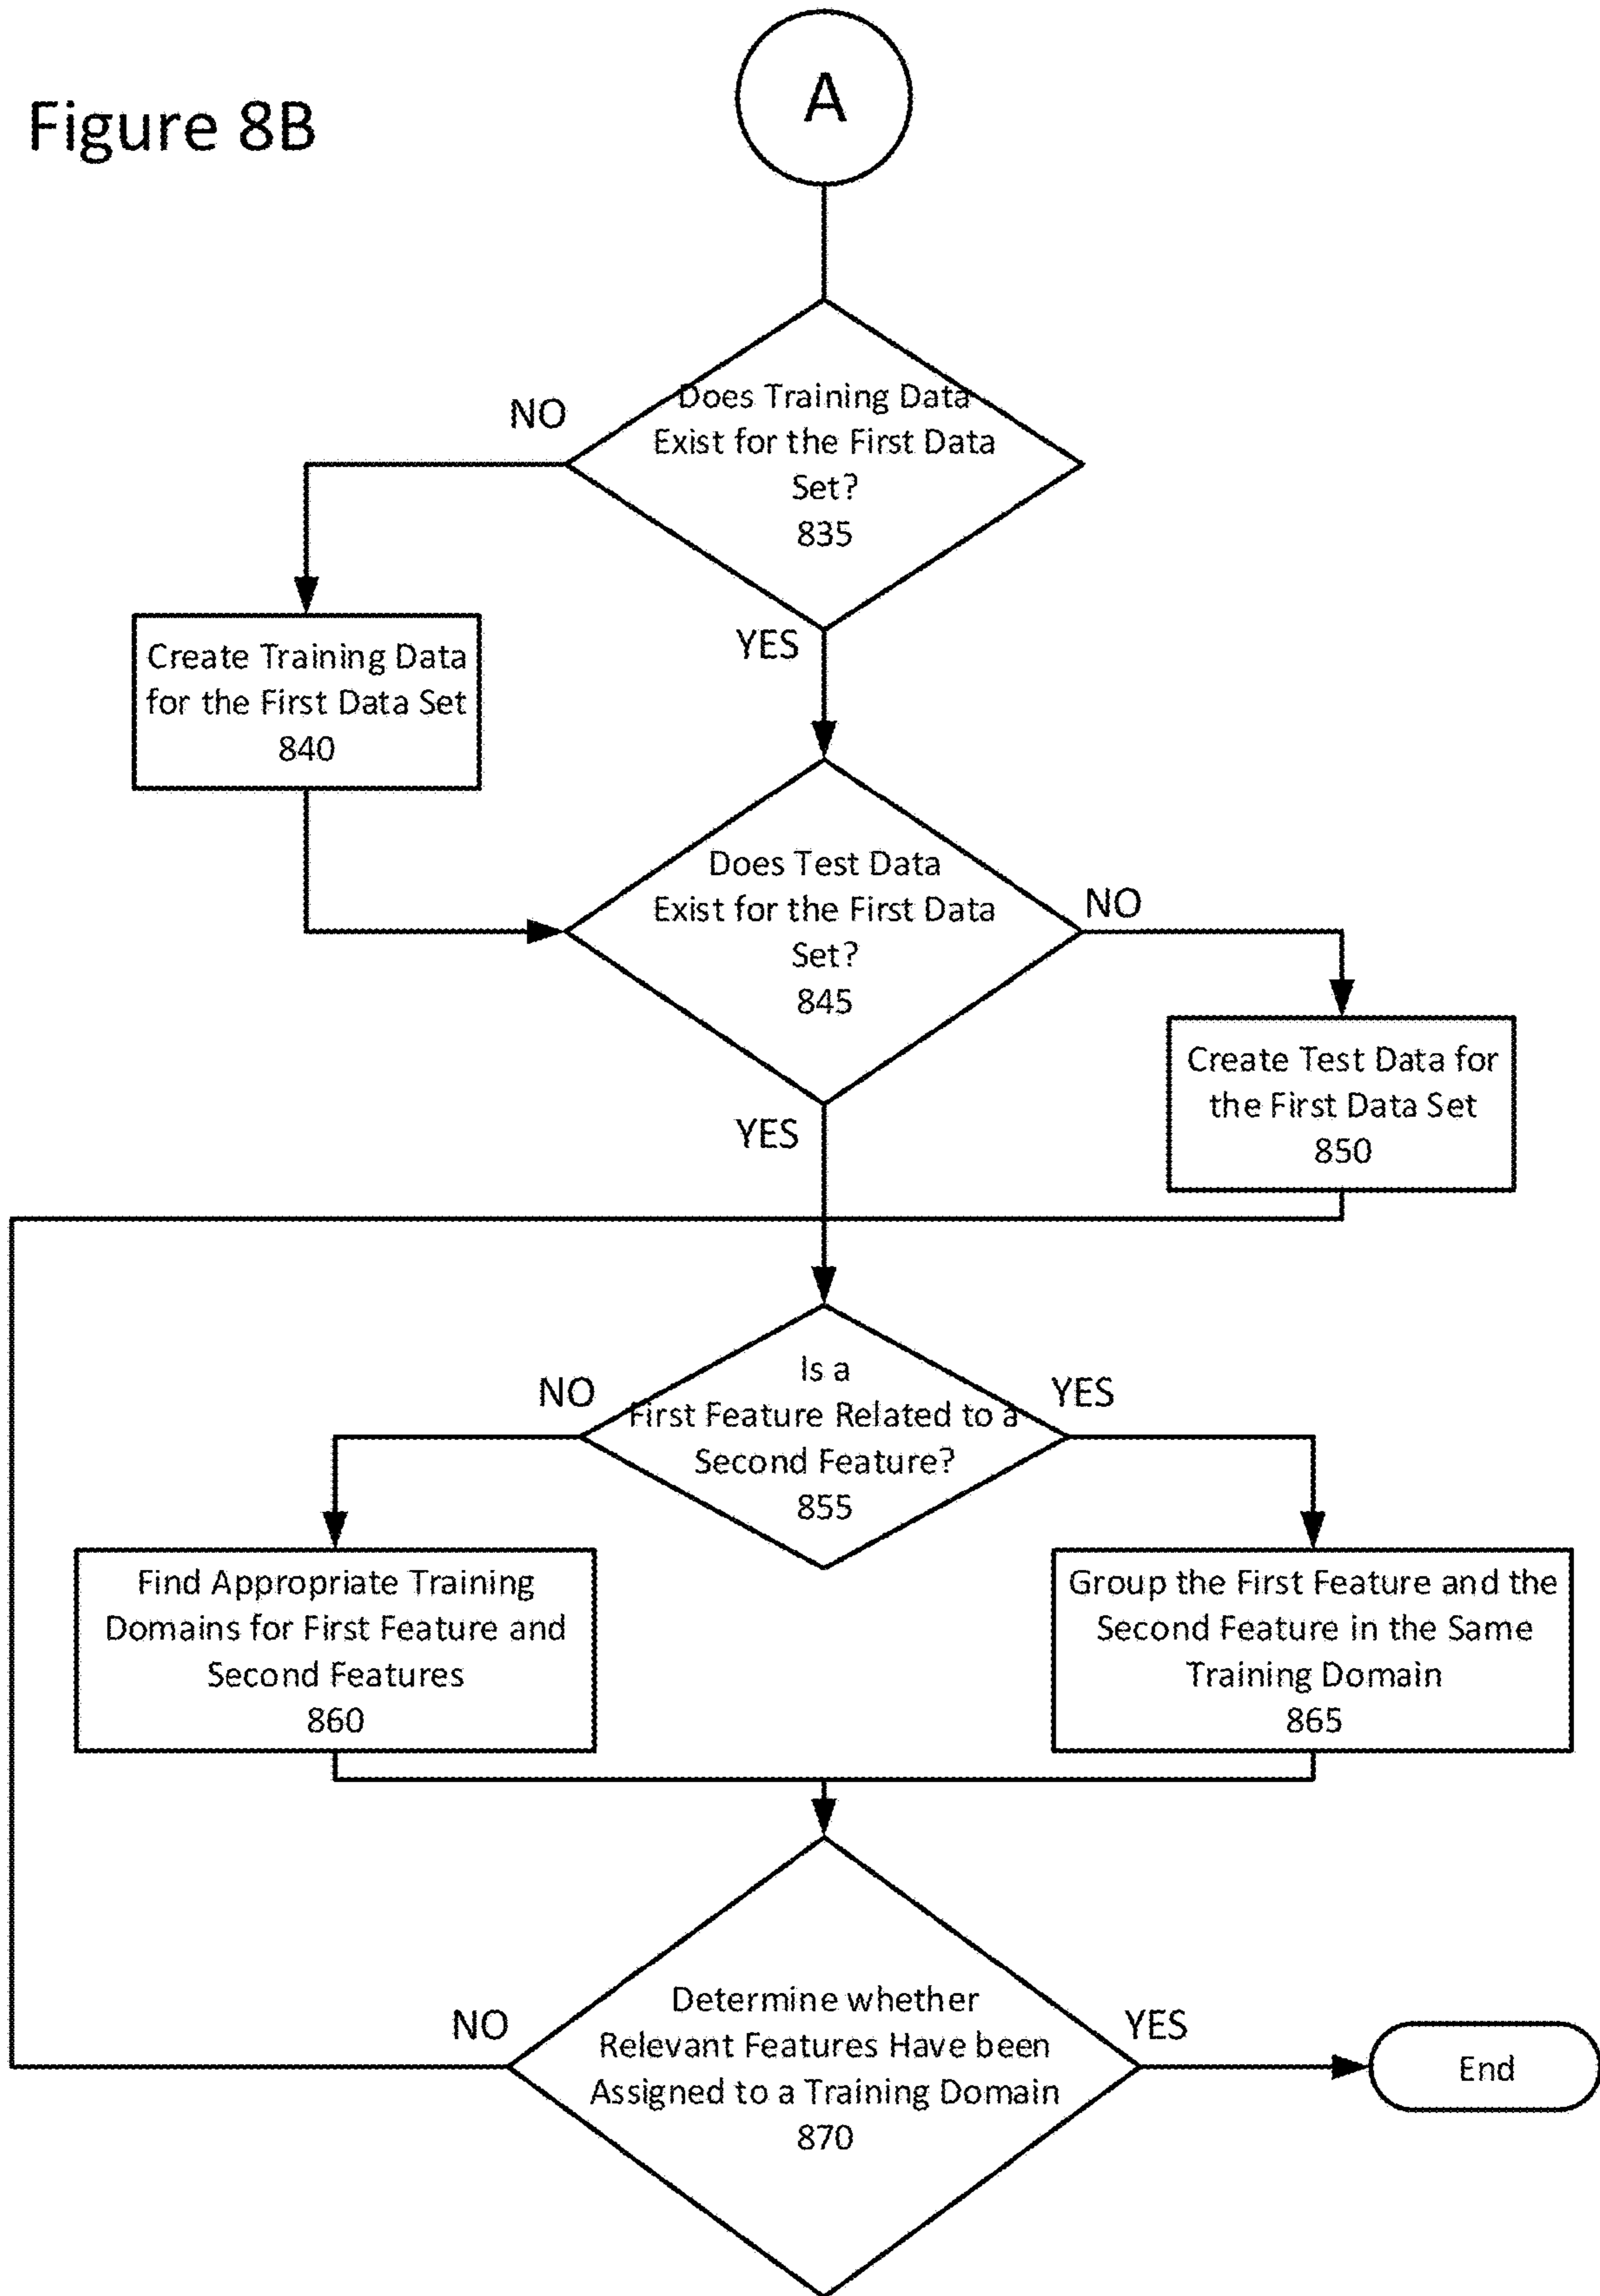 Figure 8B
A
NO
Does Training Data
Exist for the First Data
Set?
835
YES
Create Training Data
for the First Data Set
840
Does Test Data
Exist for the First Data
Set?
845
NO
YES
Create Test Data for
the First Data Set
850
NO
Is a
First Feature Related to a
Second Feature?
855
YES
Find Appropriate Training
Domains for First Feature and
Second Features
860
Group the First Feature and the
Second Feature in the Same
Training Domain
865
NO
Determine whether
Relevant Features Have been
Assigned to a Training Domain
870
YES
End